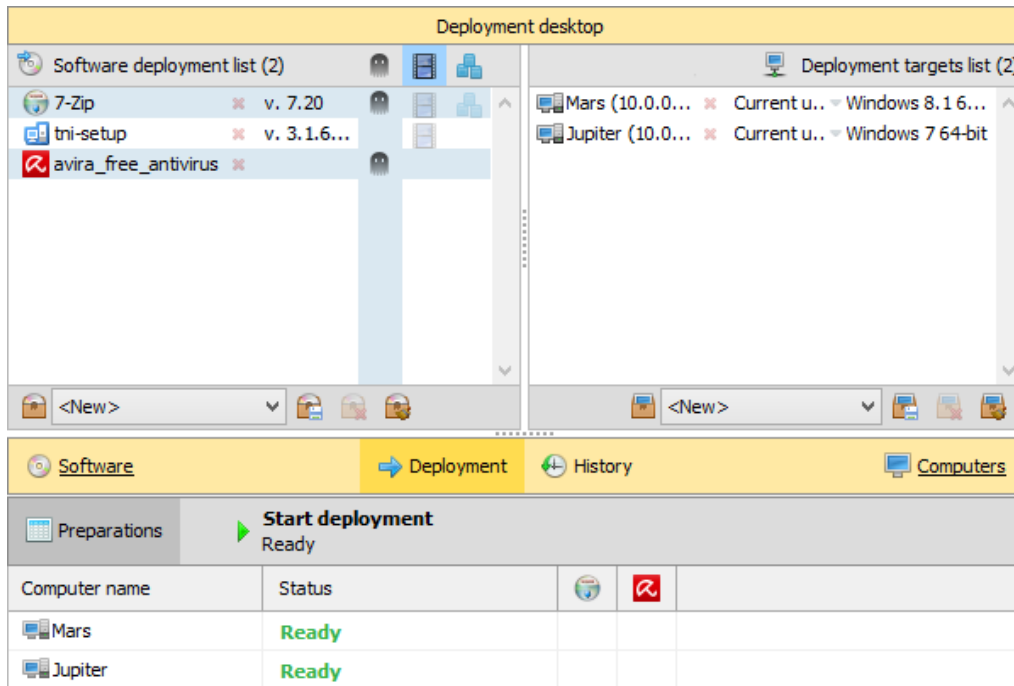 Deployment desktop
Software deployment list (2)
Deployment targets list (2)
7-Zip v. 7.20
tni-setup v. 3.1.6...
avira_free_antivirus
Mars (10.0.0... Current u.. Windows 8.1 6...
Jupiter (10.0... Current u.. Windows 7 64-bit
<New>
<New>
Software Deployment History Computers
Preparations
Start deployment
Ready
Computer name Status
Mars Ready
Jupiter Ready